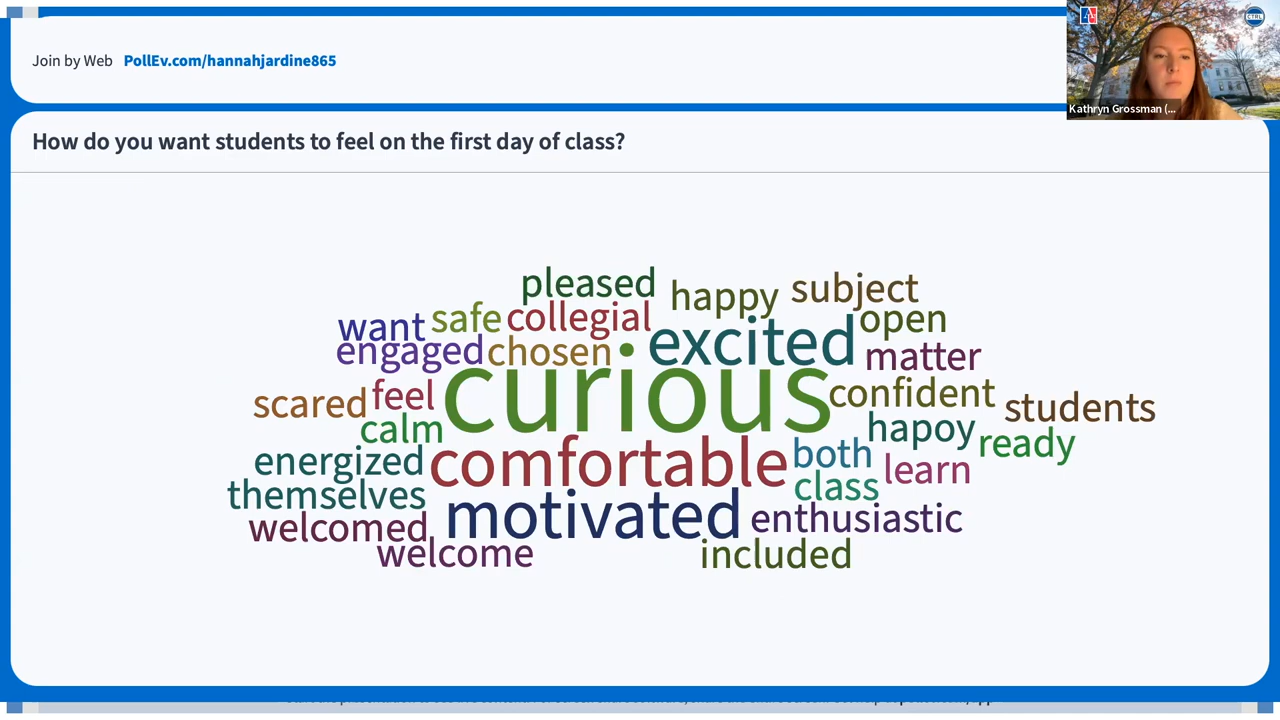 Join by Web PollEv.com/hannahjardine865
CTRL
Kathryn Grossman (...
How do you want students to feel on the first day of class?
pleased happy subject
want safe collegial open
engaged chosen excited matter
scared feel curious confident students
calm hapoy ready
energized comfortable both learn
themselves class
welcomed motivated enthusiastic
welcome included